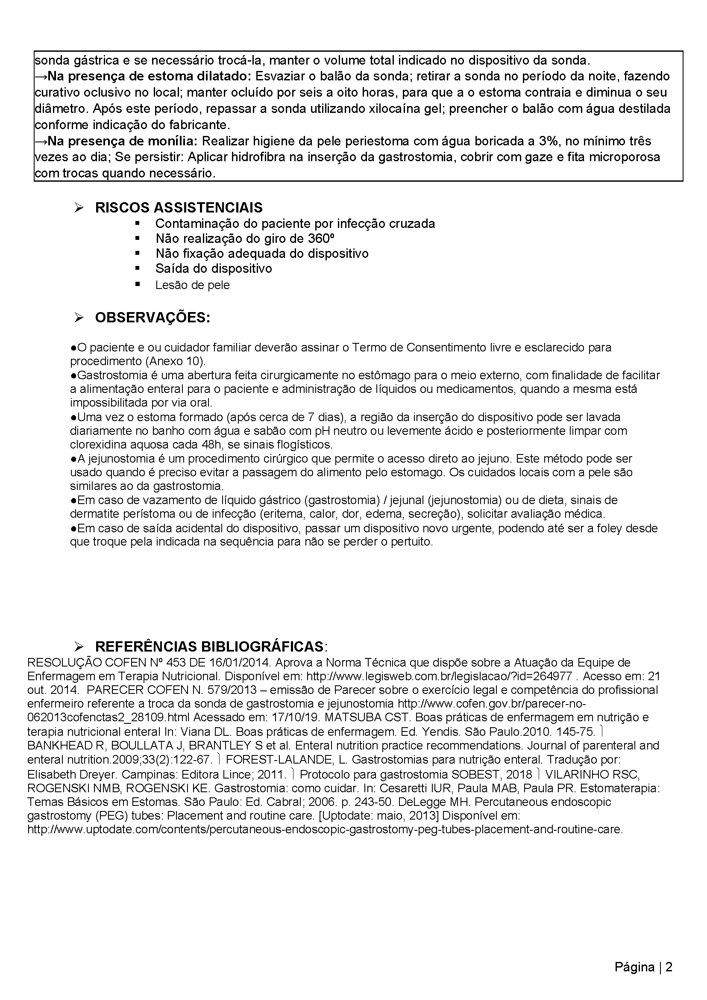 sonda gástrica e se necessário trocá-la, manter o volume total indicado no dispositivo da sonda.
→Na presença de estoma dilatado: Esvaziar o balão da sonda; retirar a sonda no período da noite, fazendo
curativo oclusivo no local; manter ocluído por seis a oito horas, para que a o estoma contraia e diminua o seu
diâmetro. Após este período, repassar a sonda utilizando xilocaína gel; preencher o balão com água destilada
conforme indicação do fabricante.
→Na presença de monília: Realizar higiene da pele periestoma com água boricada a 3%, no mínimo três
vezes ao dia; Se persistir: Aplicar hidrofibra na inserção da gastrostomia, cobrir com gaze e fita microporosa
com trocas quando necessário.
➢ RISCOS ASSISTENCIAIS
▪ Contaminação do paciente por infecção cruzada
▪ Não realização do giro de 360º
▪ Não fixação adequada do dispositivo
▪ Saída do dispositivo
▪ Lesão de pele
➢ OBSERVAÇÕES:
●O paciente e ou cuidador familiar deverão assinar o Termo de Consentimento livre e esclarecido para
procedimento (Anexo 10).
●Gastrostomia é uma abertura feita cirurgicamente no estômago para o meio externo, com finalidade de facilitar
a alimentação enteral para o paciente e administração de líquidos ou medicamentos, quando a mesma está
impossibilitada por via oral.
●Uma vez o estoma formado (após cerca de 7 dias), a região da inserção do dispositivo pode ser lavada
diariamente no banho com água e sabão com pH neutro ou levemente ácido e posteriormente limpar com
clorexidina aquosa cada 48h, se sinais flogísticos.
●A jejunostomia é um procedimento cirúrgico que permite o acesso direto ao jejuno. Este método pode ser
usado quando é preciso evitar a passagem do alimento pelo estomago. Os cuidados locais com a pele são
similares ao da gastrostomia.
●Em caso de vazamento de líquido gástrico (gastrostomia) / jejunal (jejunostomia) ou de dieta, sinais de
dermatite perístoma ou de infecção (eritema, calor, dor, edema, secreção), solicitar avaliação médica.
●Em caso de saída acidental do dispositivo, passar um dispositivo novo urgente, podendo até ser a foley desde
que troque pela indicada na sequência para não se perder o pertuito.
➢ REFERÊNCIAS BIBLIOGRÁFICAS:
RESOLUÇÃO COFEN Nº 453 DE 16/01/2014. Aprova a Norma Técnica que dispõe sobre a Atuação da Equipe de
Enfermagem em Terapia Nutricional. Disponível em: http://www.legisweb.com.br/legislacao/?id=264977 . Acesso em: 21
out. 2014. PARECER COFEN N. 579/2013 – emissão de Parecer sobre o exercício legal e competência do profissional
enfermeiro referente a troca da sonda de gastrostomia e jejunostomia http://www.cofen.gov.br/parecer-no-
062013cofenctas2_28109.html Acessado em: 17/10/19. MATSUBA CST. Boas práticas de enfermagem em nutrição e
terapia nutricional enteral In: Viana DL. Boas práticas de enfermagem. Ed. Yendis. São Paulo.2010. 145-75. ⎫
BANKHEAD R, BOULLATA J, BRANTLEY S et al. Enteral nutrition practice recommendations. Journal of parenteral and
enteral nutrition.2009;33(2):122-67. ⎫ FOREST-LALANDE, L. Gastrostomias para nutrição enteral. Tradução por:
Elisabeth Dreyer. Campinas: Editora Lince; 2011. ⎫ Protocolo para gastrostomia SOBEST, 2018 ⎫ VILARINHO RSC,
ROGENSKI NMB, ROGENSKI KE. Gastrostomia: como cuidar. In: Cesaretti IUR, Paula MAB, Paula PR. Estomaterapia:
Temas Básicos em Estomas. São Paulo: Ed. Cabral; 2006. p. 243-50. DeLegge MH. Percutaneous endoscopic
gastrostomy (PEG) tubes: Placement and routine care. [Uptodate: maio, 2013] Disponível em:
http://www.uptodate.com/contents/percutaneous-endoscopic-gastrostomy-peg-tubes-placement-and-routine-care.
Página | 2